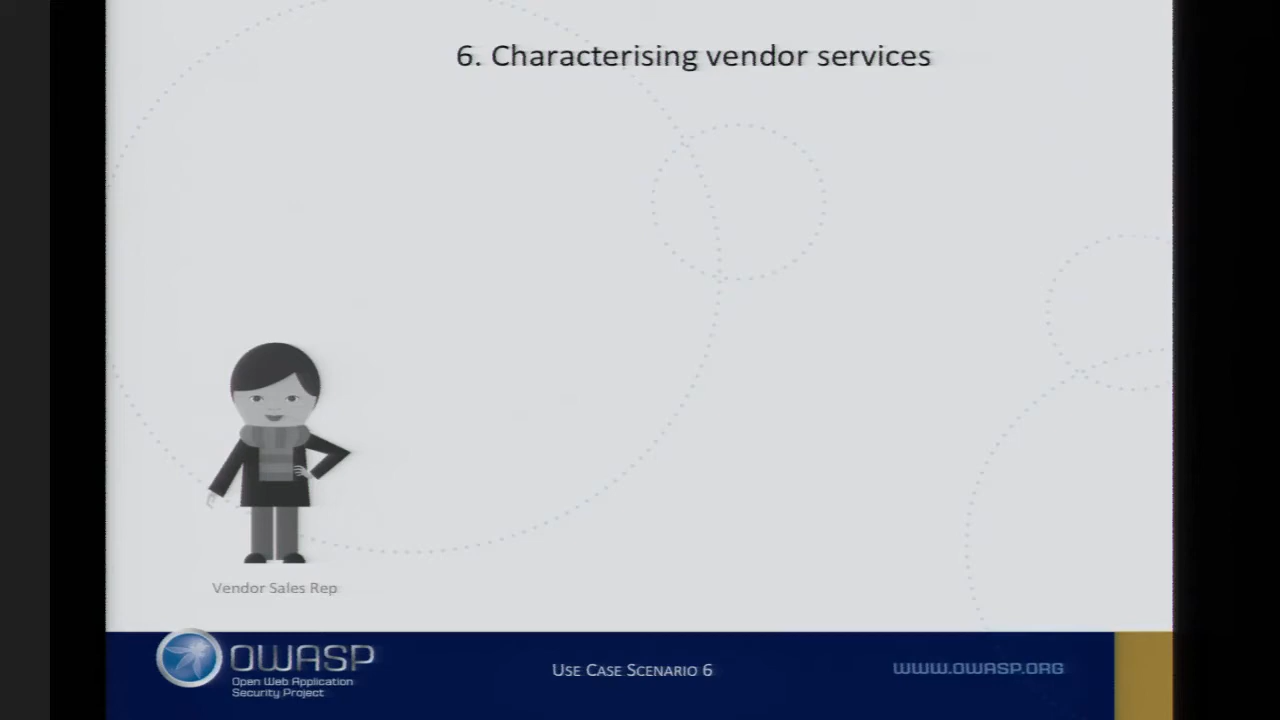 6. Characterising vendor services
Vendor Sales Rep
OWASP
Open Web Application
Security Project
USE CASE SCENARIO 6
WWW.OWASP.ORG